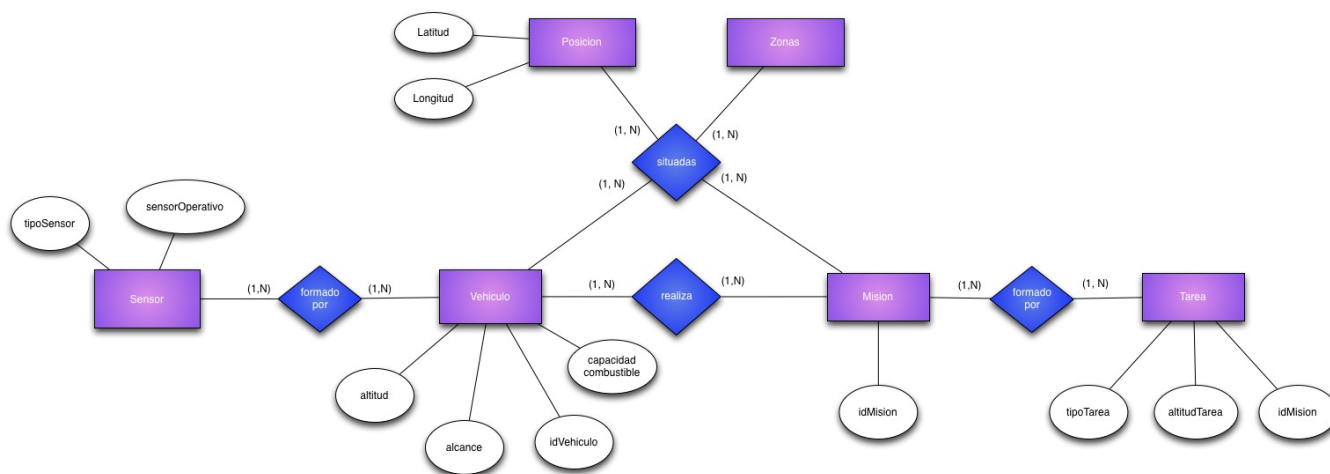 Latitud
Posicion
Zonas
Longitud
(1, N)
(1, N)
situadas
(1, N)
(1, N)
tipoSensor
sensorOperativo
Sensor
(1,N)
formado
por
(1,N)
Vehiculo
(1, N)
realiza
(1,N)
Mision
(1,N)
formado
por
(1, N)
Tarea
capacidad
combustible
altitud
alcance
idVehiculo
idMision
tipoTarea
altitudTarea
idMision